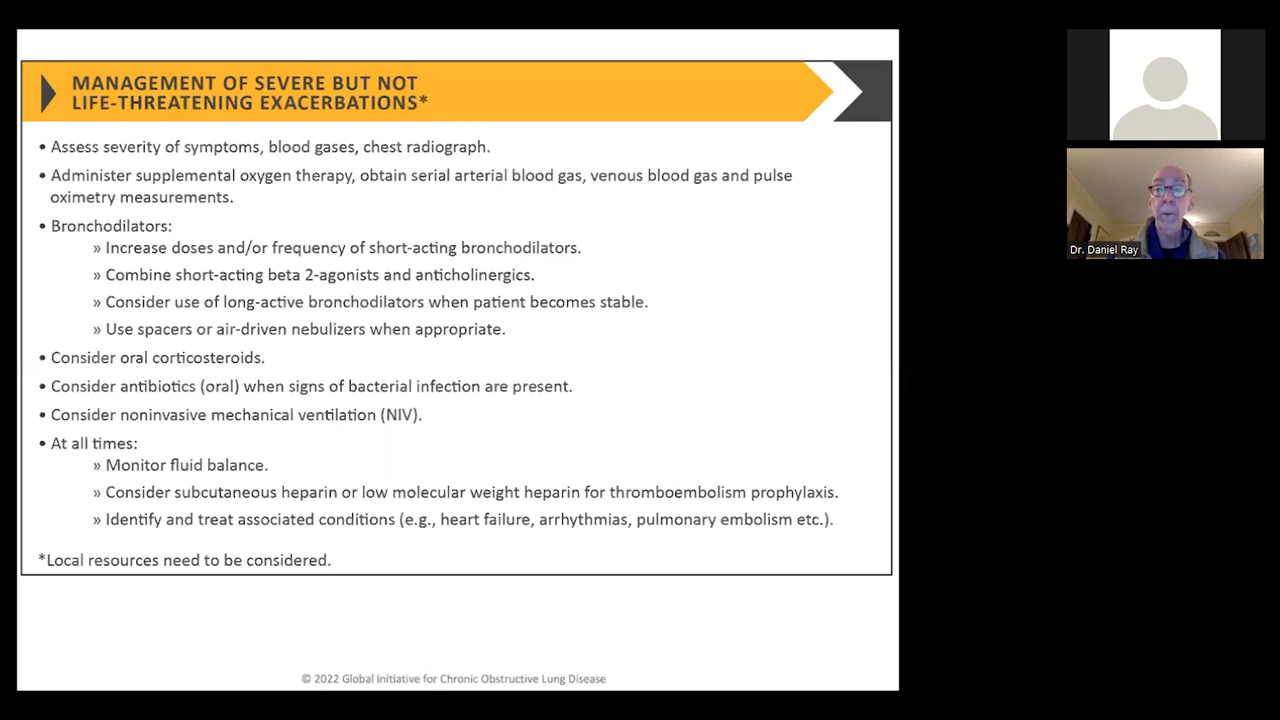 MANAGEMENT OF SEVERE BUT NOT
LIFE-THREATENING EXACERBATIONS*
• Assess severity of symptoms, blood gases, chest radiograph.
• Administer supplemental oxygen therapy, obtain serial arterial blood gas, venous blood gas and pulse
oximetry measurements.
• Bronchodilators:
» Increase doses and/or frequency of short-acting bronchodilators.
» Combine short-acting beta 2-agonists and anticholinergics.
» Consider use of long-active bronchodilators when patient becomes stable.
» Use spacers or air-driven nebulizers when appropriate.
• Consider oral corticosteroids.
• Consider antibiotics (oral) when signs of bacterial infection are present.
• Consider noninvasive mechanical ventilation (NIV).
• At all times:
» Monitor fluid balance.
» Consider subcutaneous heparin or low molecular weight heparin for thromboembolism prophylaxis.
» Identify and treat associated conditions (e.g., heart failure, arrhythmias, pulmonary embolism etc.).
*Local resources need to be considered.
© 2022 Global Initiative for Chronic Obstructive Lung Disease
Dr. Daniel Ray